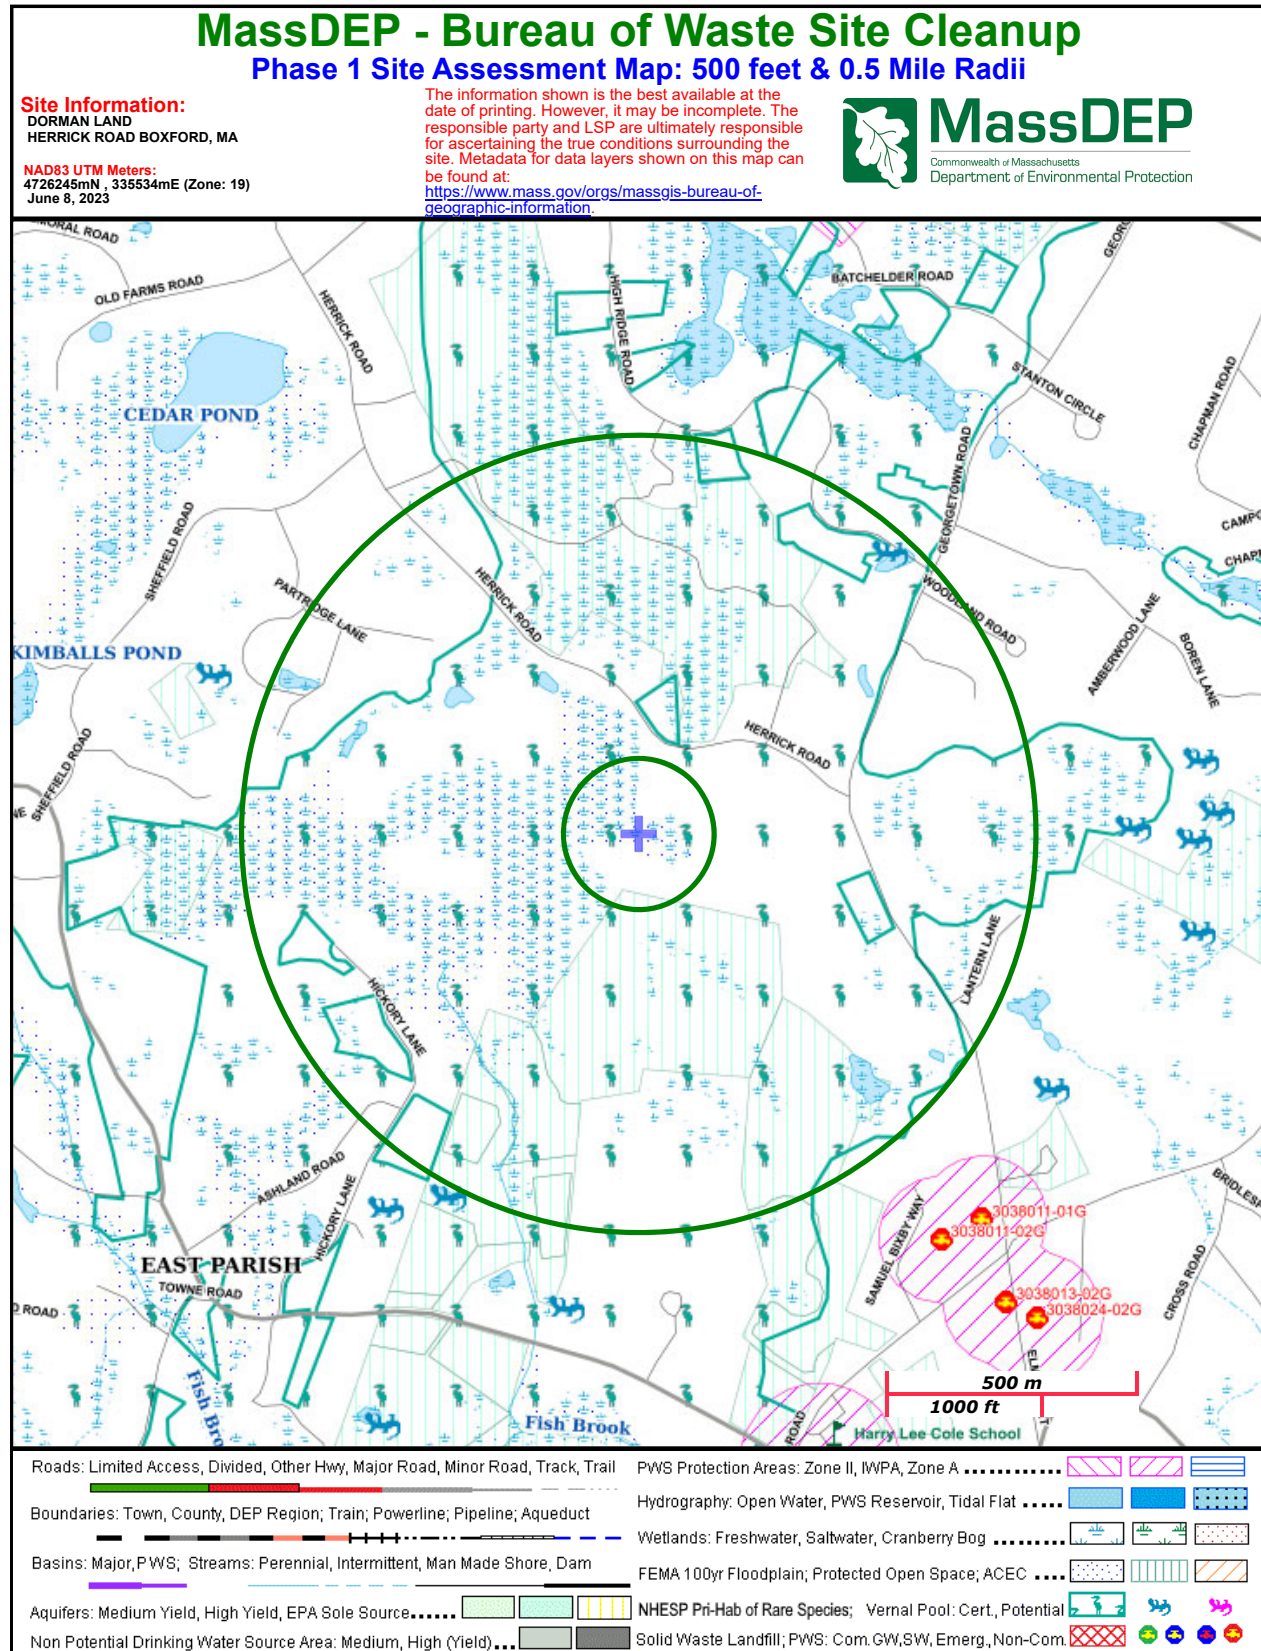 MassDEP - Bureau of Waste Site Cleanup
Phase 1 Site Assessment Map: 500 feet & 0.5 Mile Radii
Site Information:
DORMAN LAND
HERRICK ROAD BOXFORD, MA
NAD83 UTM Meters:
4726245mN , 335534mE (Zone: 19)
June 8, 2023
The information shown is the best available at the
date of printing. However, it may be incomplete. The
responsible party and LSP are ultimately responsible
for ascertaining the true conditions surrounding the
site. Metadata for data layers shown on this map can
be found at:
https://www.mass.gov/orgs/massgis-bureau-of-
geographic-information.
MassDEP
Commonwealth of Massachusetts
Department of Environmental Protection
MORAL ROAD
OLD FARMS ROAD
HERRICK ROAD
HIGH RIDGE ROAD
BATCHELDER ROAD
GEORG
STANTON CIRCLE
CHAPMAN ROAD
CEDAR POND
GEORGETOWN ROAD
SHEFFIELD ROAD
CAMPO
CHAPM
PARTRIDGE LANE
HERRICK ROAD
WOODLAND ROAD
AMBERWOOD LANE
BOREN LANE
KIMBALLS POND
HERRICK ROAD
SHEFFIELD ROAD
NE
LANTERN LANE
HICKORY LANE
ASHLAND ROAD
HICKORY LANE
BRIDLESP
SAMUEL BIXBY WAY
3038011-01G
3038011-02G
CROSS ROAD
EAST PARISH
TOWNE ROAD
D ROAD
3038013-02G
3038024-02G
ELM
Fish Bro
Fish Brook
500 m
1000 ft
ROAD
T
Harry Lee Cole School
Roads: Limited Access, Divided, Other Hwy, Major Road, Minor Road, Track, Trail
Boundaries: Town, County, DEP Region; Train; Powerline; Pipeline; Aqueduct
Basins: Major, PWS; Streams: Perennial, Intermittent, Man Made Shore, Dam
Aquifers: Medium Yield, High Yield, EPA Sole Source......
Non Potential Drinking Water Source Area: Medium, High (Yield)...
PWS Protection Areas: Zone II, IWPA, Zone A ............
Hydrography: Open Water, PWS Reservoir, Tidal Flat .....
Wetlands: Freshwater, Saltwater, Cranberry Bog .........
FEMA 100yr Floodplain; Protected Open Space; ACEC ....
NHESP Pri-Hab of Rare Species; Vernal Pool: Cert., Potential
Solid Waste Landfill; PWS: Com.GW,SW, Emerg., Non-Com.